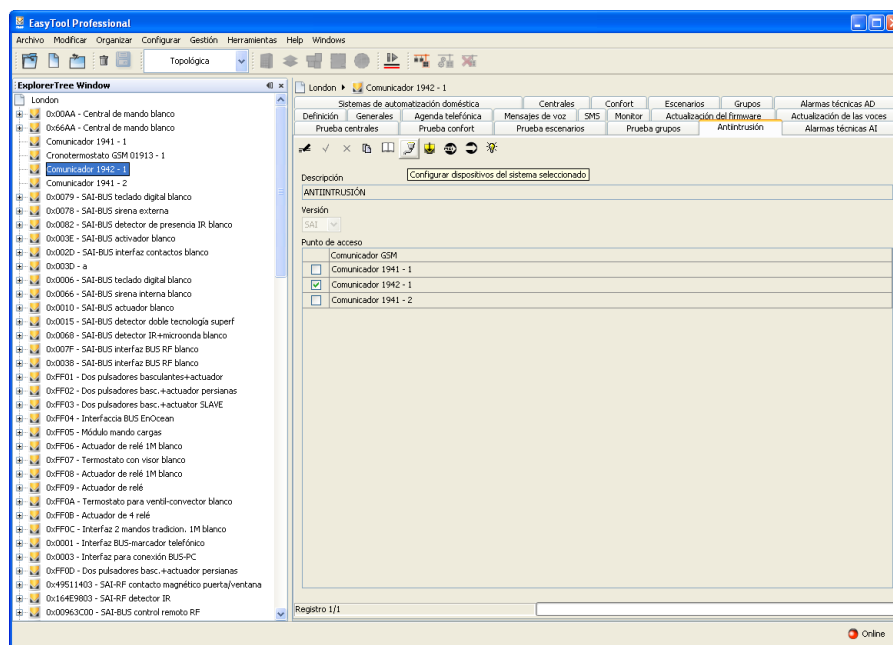 EasyTool Professional
Archivo Modificar Organizar Configurar Gestión Herramientas Help Windows
Topológica
ExplorerTree Window
London
0x00AA - Central de mando blanco
0x66AA - Central de mando blanco
Comunicador 1941 - 1
Cronotermostato GSM 01913 - 1
Comunicador 1942 - 1
Comunicador 1941 - 2
0x0079 - SAI-BUS teclado digital blanco
0x0078 - SAI-BUS sirena externa
0x0082 - SAI-BUS detector de presencia IR blanco
0x003E - SAI-BUS activador blanco
0x002D - SAI-BUS interfaz contactos blanco
0x003D - a
0x0006 - SAI-BUS teclado digital blanco
0x0066 - SAI-BUS sirena interna blanco
0x0010 - SAI-BUS actuador blanco
0x0015 - SAI-BUS detector doble tecnología superf
0x0068 - SAI-BUS detector IR+microonda blanco
0x007F - SAI-BUS interfaz BUS RF blanco
0x0038 - SAI-BUS interfaz BUS RF blanco
0xFF01 - Dos pulsadores basculantes+actuador
0xFF02 - Dos pulsadores basc.+actuador persianas
0xFF03 - Dos pulsadores basc.+actuator SLAVE
0xFF04 - Interfaccia BUS EnOcean
0xFF05 - Módulo mando cargas
0xFF06 - Actuador de relé 1M blanco
0xFF07 - Termostato con visor blanco
0xFF08 - Actuador de relé 1M blanco
0xFF09 - Actuador de relé
0xFF0A - Termostato para ventil-convector blanco
0xFF0B - Actuador de 4 relé
0xFF0C - Interfaz 2 mandos tradicion. 1M blanco
0x0001 - Interfaz BUS-marcador telefónico
0x0003 - Interfaz para conexión BUS-PC
0xFF0D - Dos pulsadores basc.+actuador persianas
0x49511403 - SAI-RF contacto magnético puerta/ventana
0x164E9803 - SAI-RF detector IR
0x00963C00 - SAI-BUS control remoto RF
London Comunicador 1942 - 1
Sistemas de automatización doméstica Centrales Confort Escenarios Grupos Alarmas técnicas AD
Definición Generales Agenda telefónica Mensajes de voz SMS Monitor Actualización del firmware Actualización de las voces
Prueba centrales Prueba confort Prueba escenarios Prueba grupos Antiintrusión Alarmas técnicas AI
Configurar dispositivos del sistema seleccionado
Descripción
ANTIINTRUSIÓN
Versión
SAI
Punto de acceso
Comunicador GSM
Comunicador 1941 - 1
Comunicador 1942 - 1
Comunicador 1941 - 2
Registro 1/1
Online